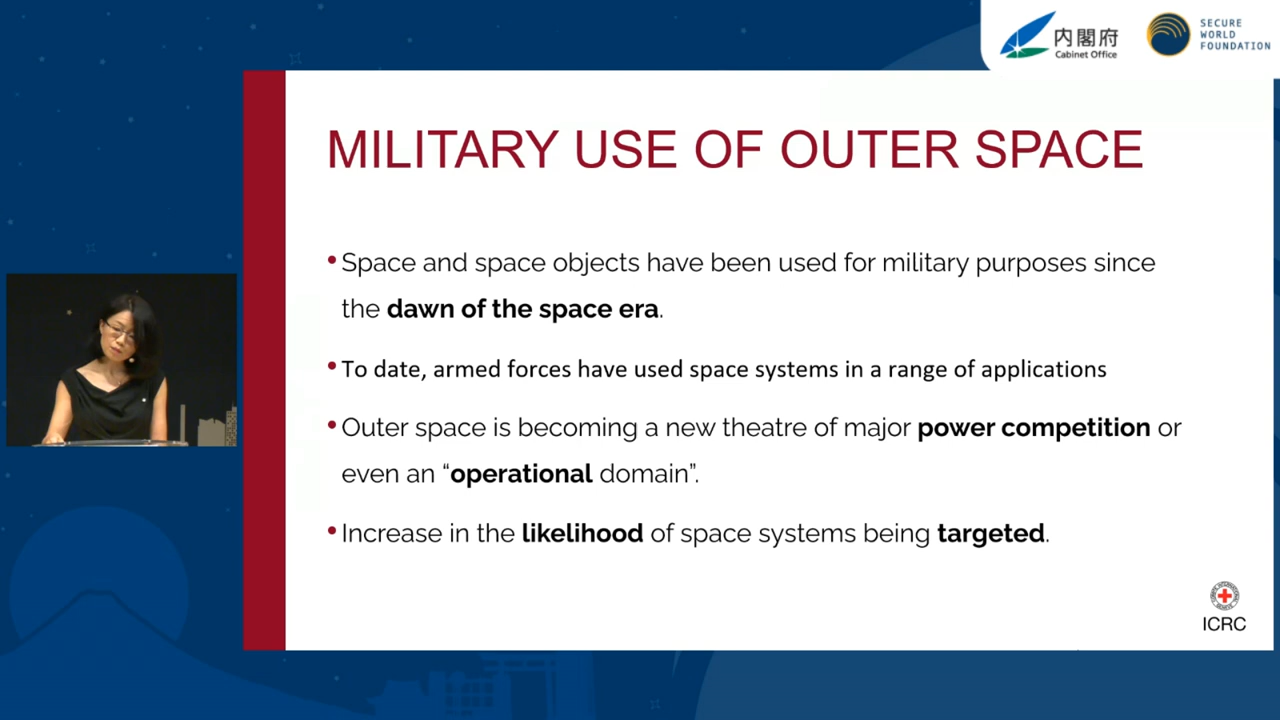 内閣府
Cabinet Office
SECURE
WORLD
FOUNDATION
MILITARY USE OF OUTER SPACE
•Space and space objects have been used for military purposes since
the dawn of the space era.
•To date, armed forces have used space systems in a range of applications
•Outer space is becoming a new theatre of major power competition or
even an “operational domain”.
•Increase in the likelihood of space systems being targeted.
ICRC